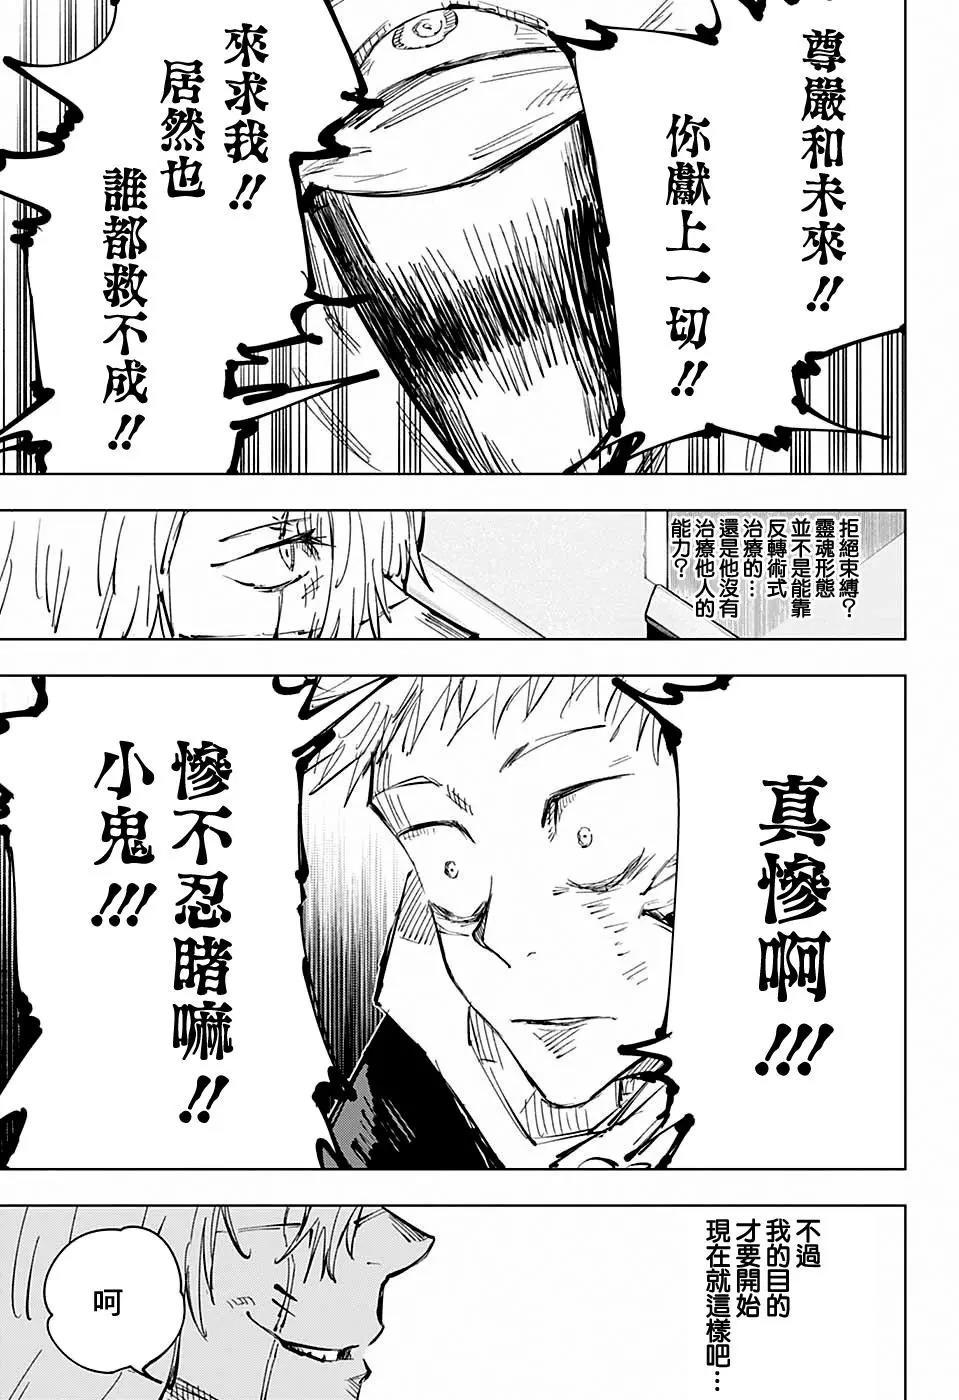 尊嚴和未來!!
你獻上一切!!
來求我!!
居然也
誰都救不成!!
拒絕束縛？
靈魂形態
並不是能靠
反轉術式
治療的…
還是他沒有
治療他人的
能力？
真慘啊!!!
慘不忍睹嘛!!
小鬼!!!
不過
我的目的
才要開始
現在就這樣吧…
呵